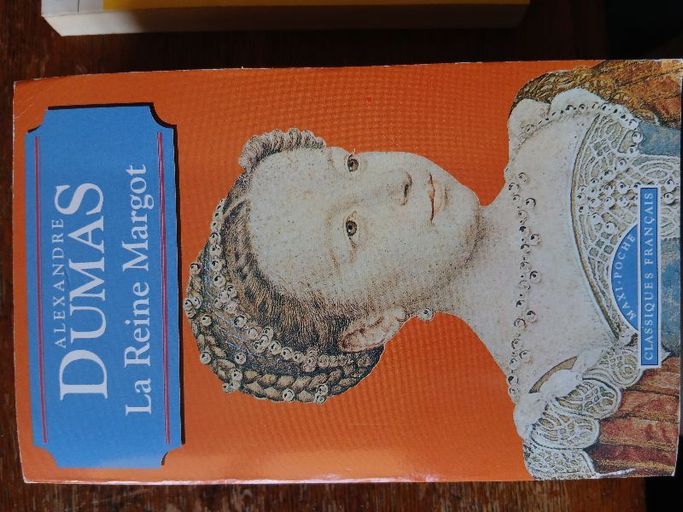 ALEXANDRE
DUMAS
La Reine Margot
MAXI-POCHE
CLASSIQUES FRANÇAIS